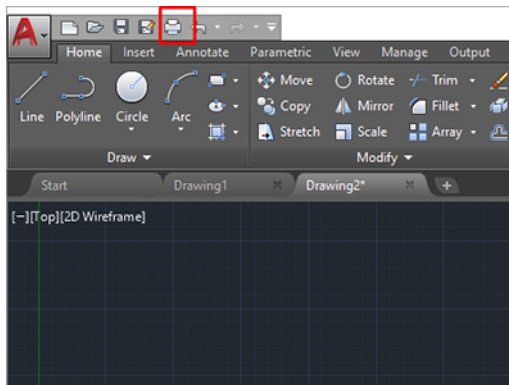 A
Home Insert Annotate Parametric View Manage Output
Line Polyline Circle Arc Move Rotate Trim
Copy Mirror Fillet
Stretch Scale Array
Draw Modify
Start Drawing1 Drawing2*
[−][Top][2D Wireframe]